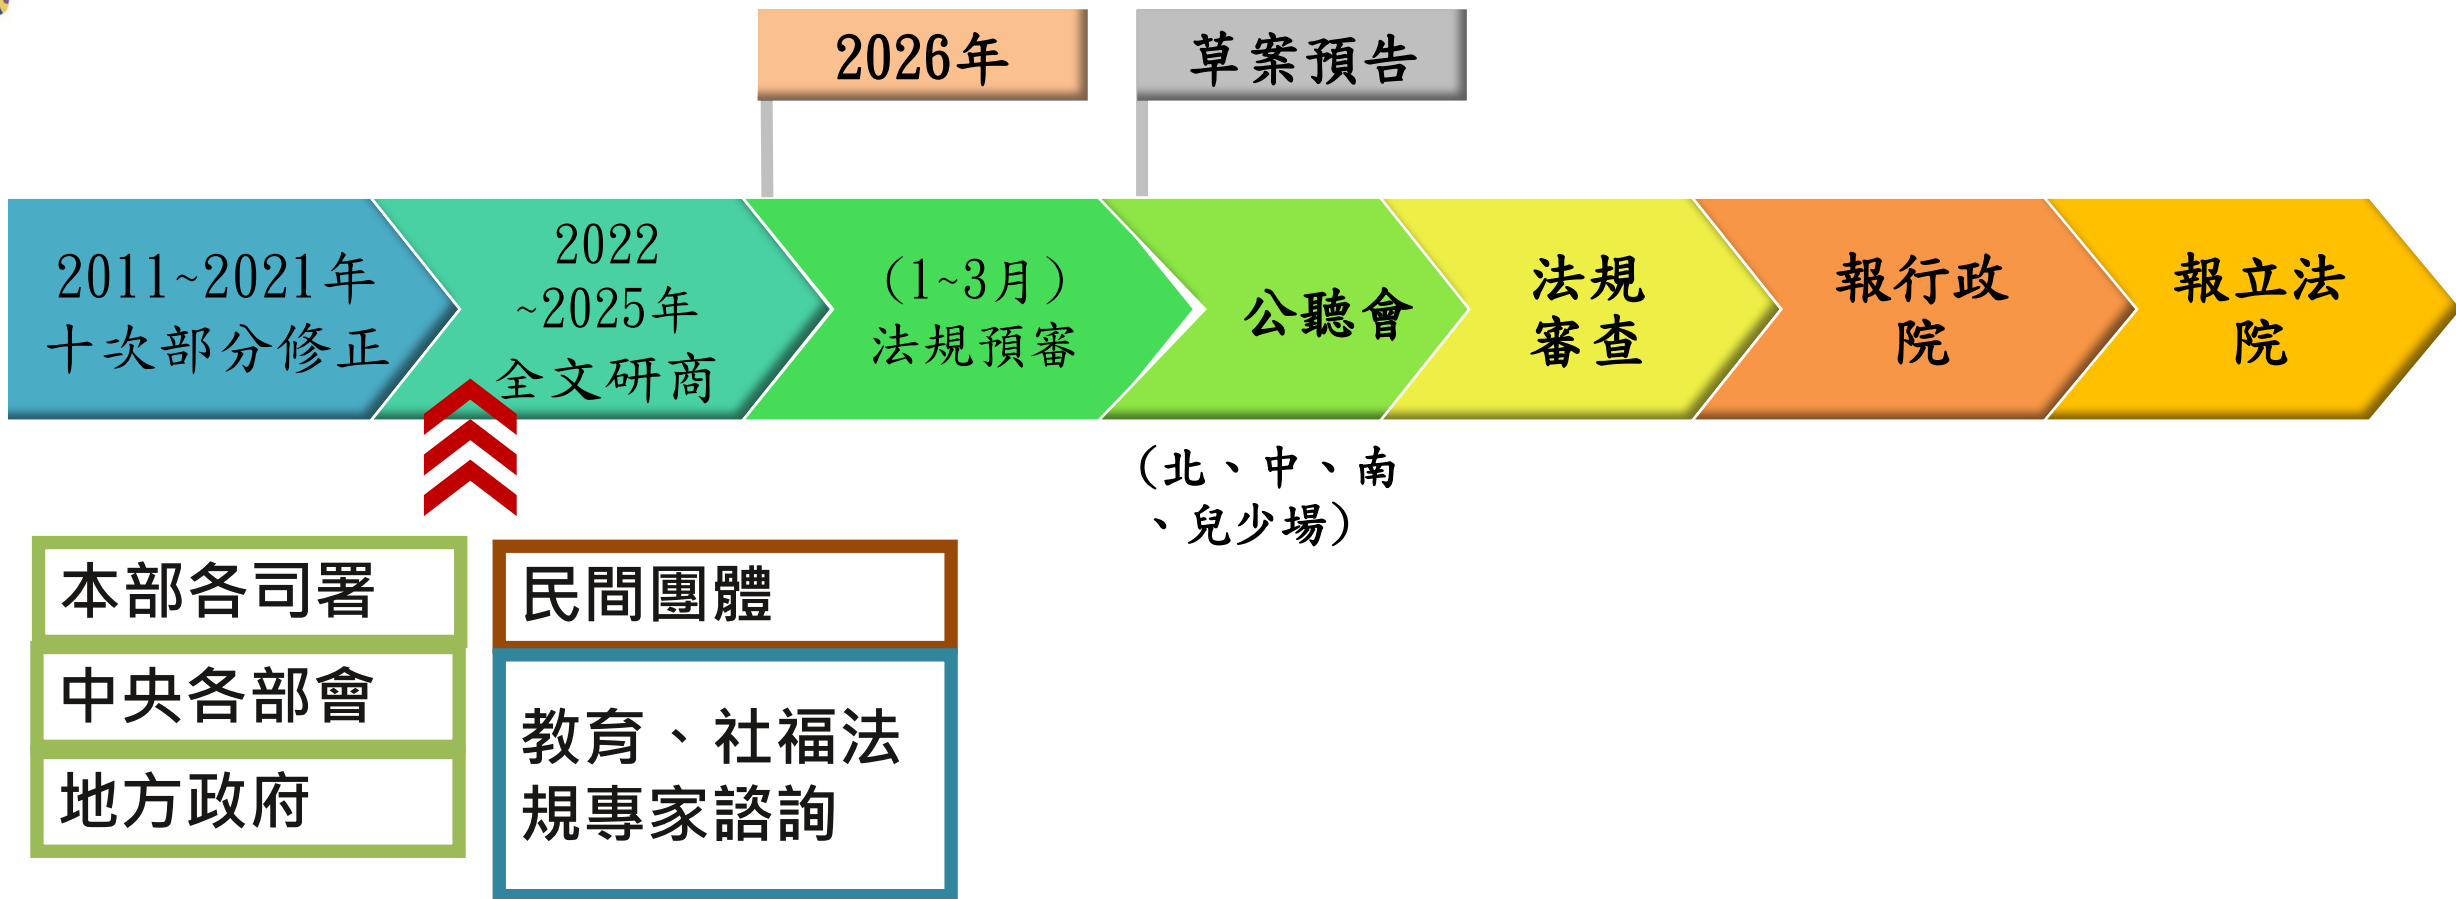 2026年
草案預告
2011~2021年
十次部分修正
2022
~2025年
全文研商
(1~3月)
法規預審
公聽會
法規
審查
報行政
院
報立法
院
(北、中、南
、兒少場)
本部各司署
中央各部會
地方政府
民間團體
教育、社福法
規專家諮詢